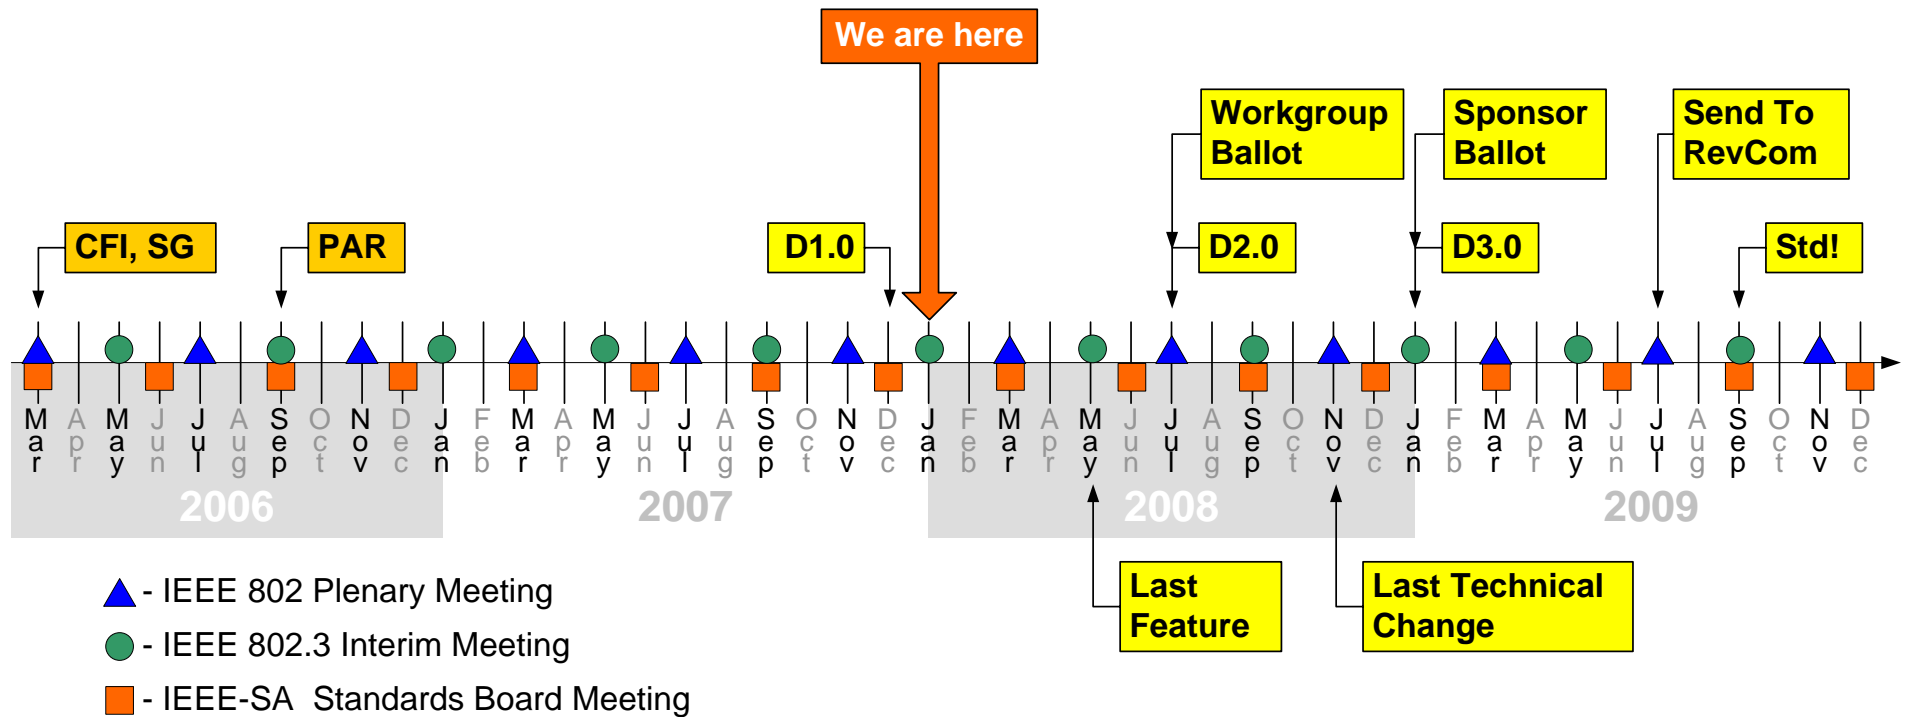 We are here
Workgroup
Ballot
Sponsor
Ballot
Send To
RevCom
CFI, SG
PAR
D1.0
D2.0
D3.0
Std!
Mar Apr May Jun Jul Aug Sep Oct Nov Dec Jan Feb Mar Apr May Jun Jul Aug Sep Oct Nov Dec Jan Feb Mar Apr May Jun Jul Aug Sep Oct Nov Dec Jan Feb Mar Apr May Jun Jul Aug Sep Oct Nov Dec
2006 2007 2008 2009
Last
Feature
Last Technical
Change
- IEEE 802 Plenary Meeting
- IEEE 802.3 Interim Meeting
- IEEE-SA  Standards Board Meeting